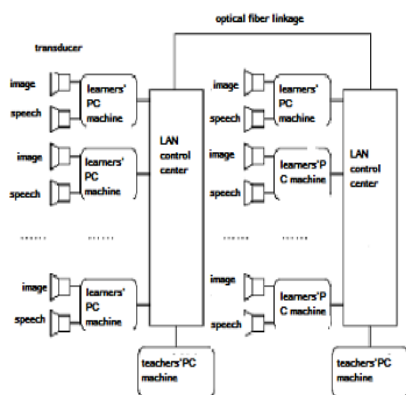 optical fiber linkage
transducer
image
speech
learners'
PC
machine
image
speech
learners'
PC
machine
LAN
control
center
LAN
control
center
image
speech
learners' PC
machine
image
speech
learners'P
C machine
...... ......
...... ......
image
speech
learners'
PC
machine
image
speech
learners'P
C machine
teachers'PC
machine
teachers'PC
machine